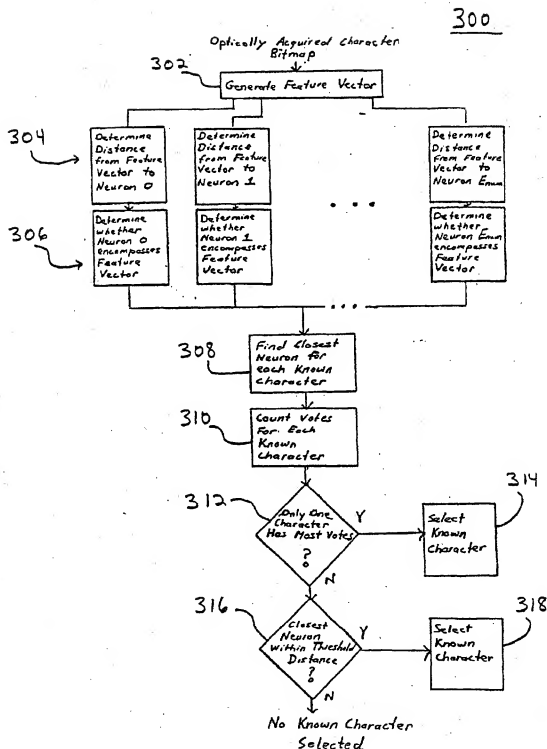 300
Optically Acquired Character
Bitmap
302
Generate Feature Vector
304
Determine
Distance
from Feature
Vector to
Neuron 0
Determine
Distance
from Feature
Vector to
Neuron 1
Determine
Distance
from Feature
Vector to
Neuron Enum
306
Determine
whether
Neuron 0
encompasses
Feature
Vector
Determine
whether
Neuron 1
encompasses
Feature
Vector
Determine
whether
Neuron Enum
encompasses
Feature
Vector
308
Find Closest
Neuron for
each Known
Character
310
Count Votes
For Each
Known
Character
312
Only One
Character
Has Most Votes
?
Y
N
314
Select
Known
Character
316
Closest
Neuron
Within Threshold
Distance
?
Y
N
318
Select
Known
Character
No Known Character
Selected